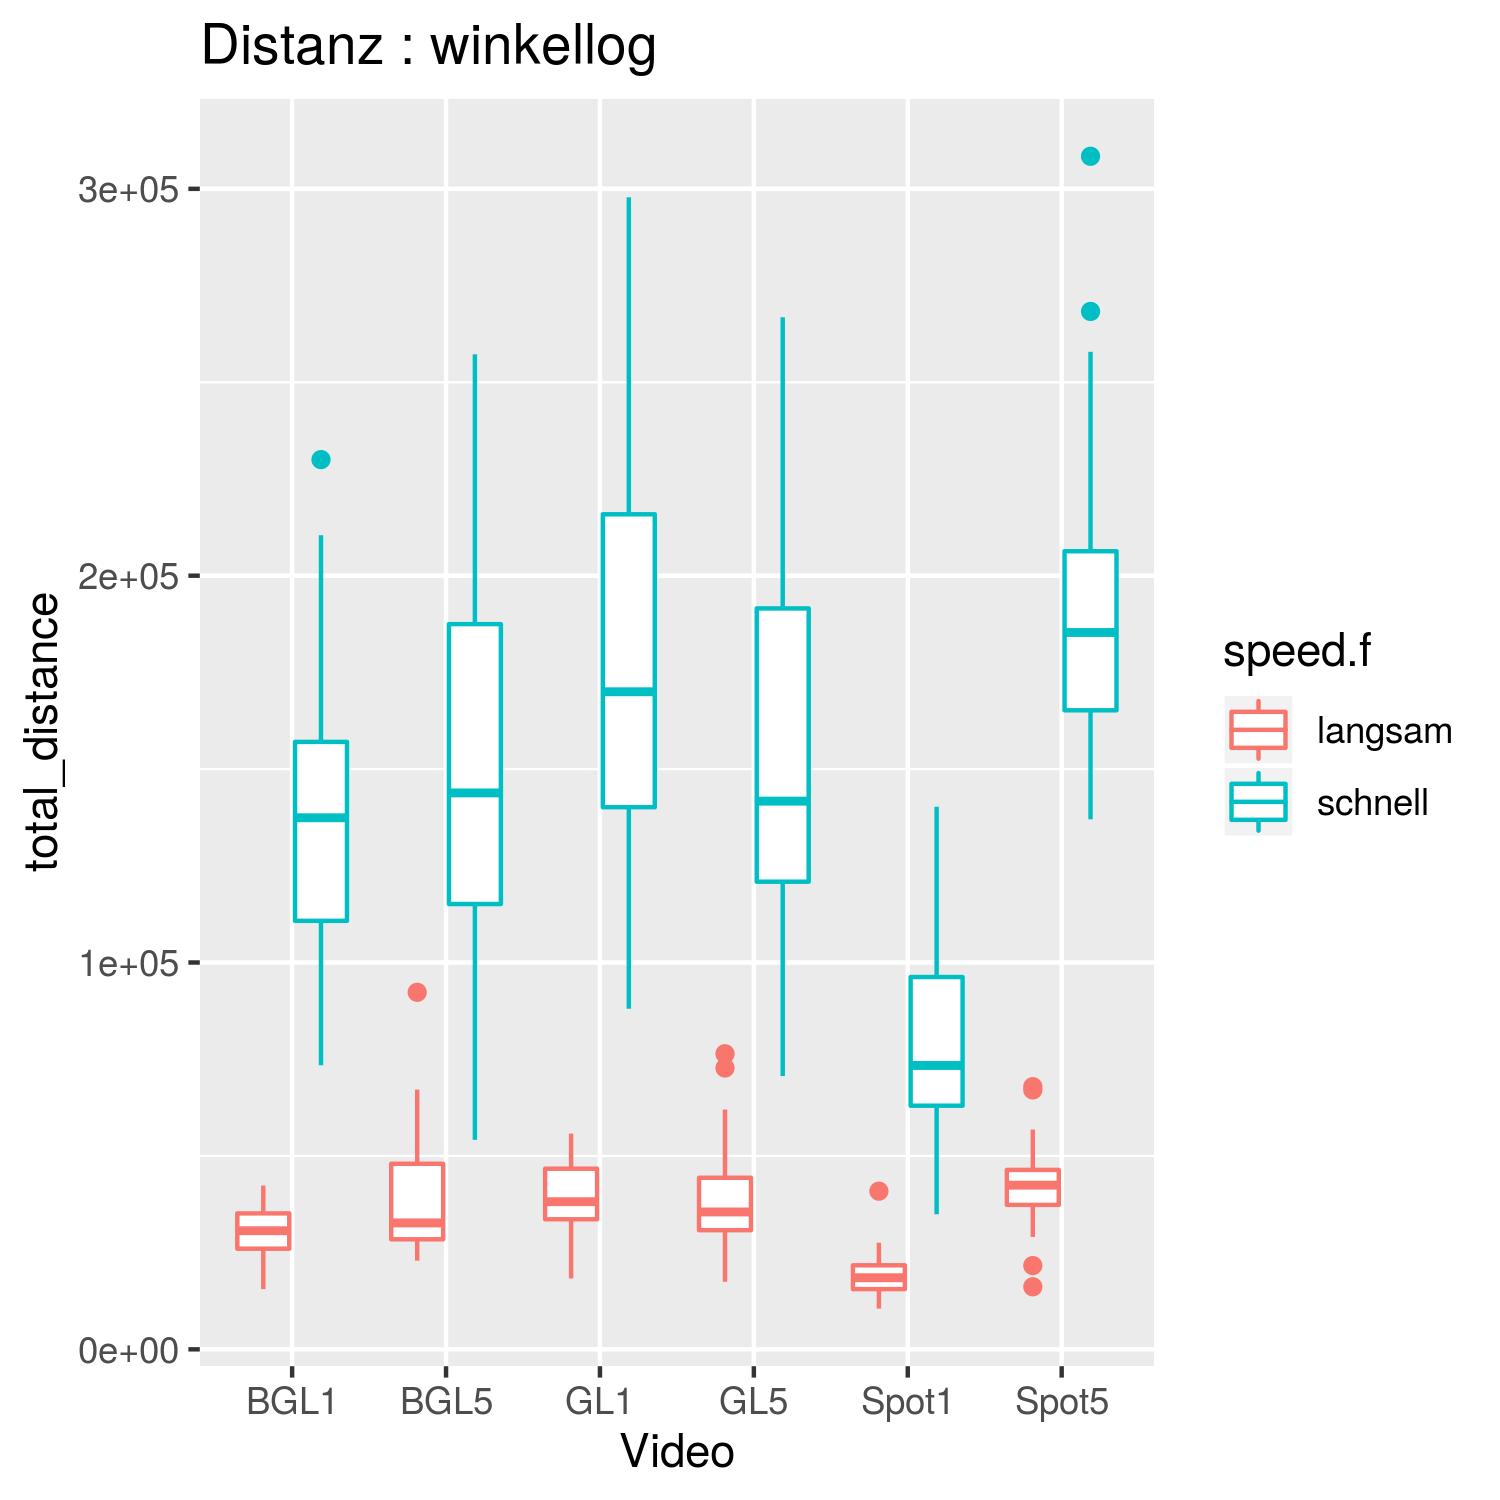 Distanz : winkellog
3e+05
2e+05
1e+05
0e+00
total_distance
BGL1 BGL5 GL1 GL5 Spot1 Spot5
Video
speed.f
langsam
schnell